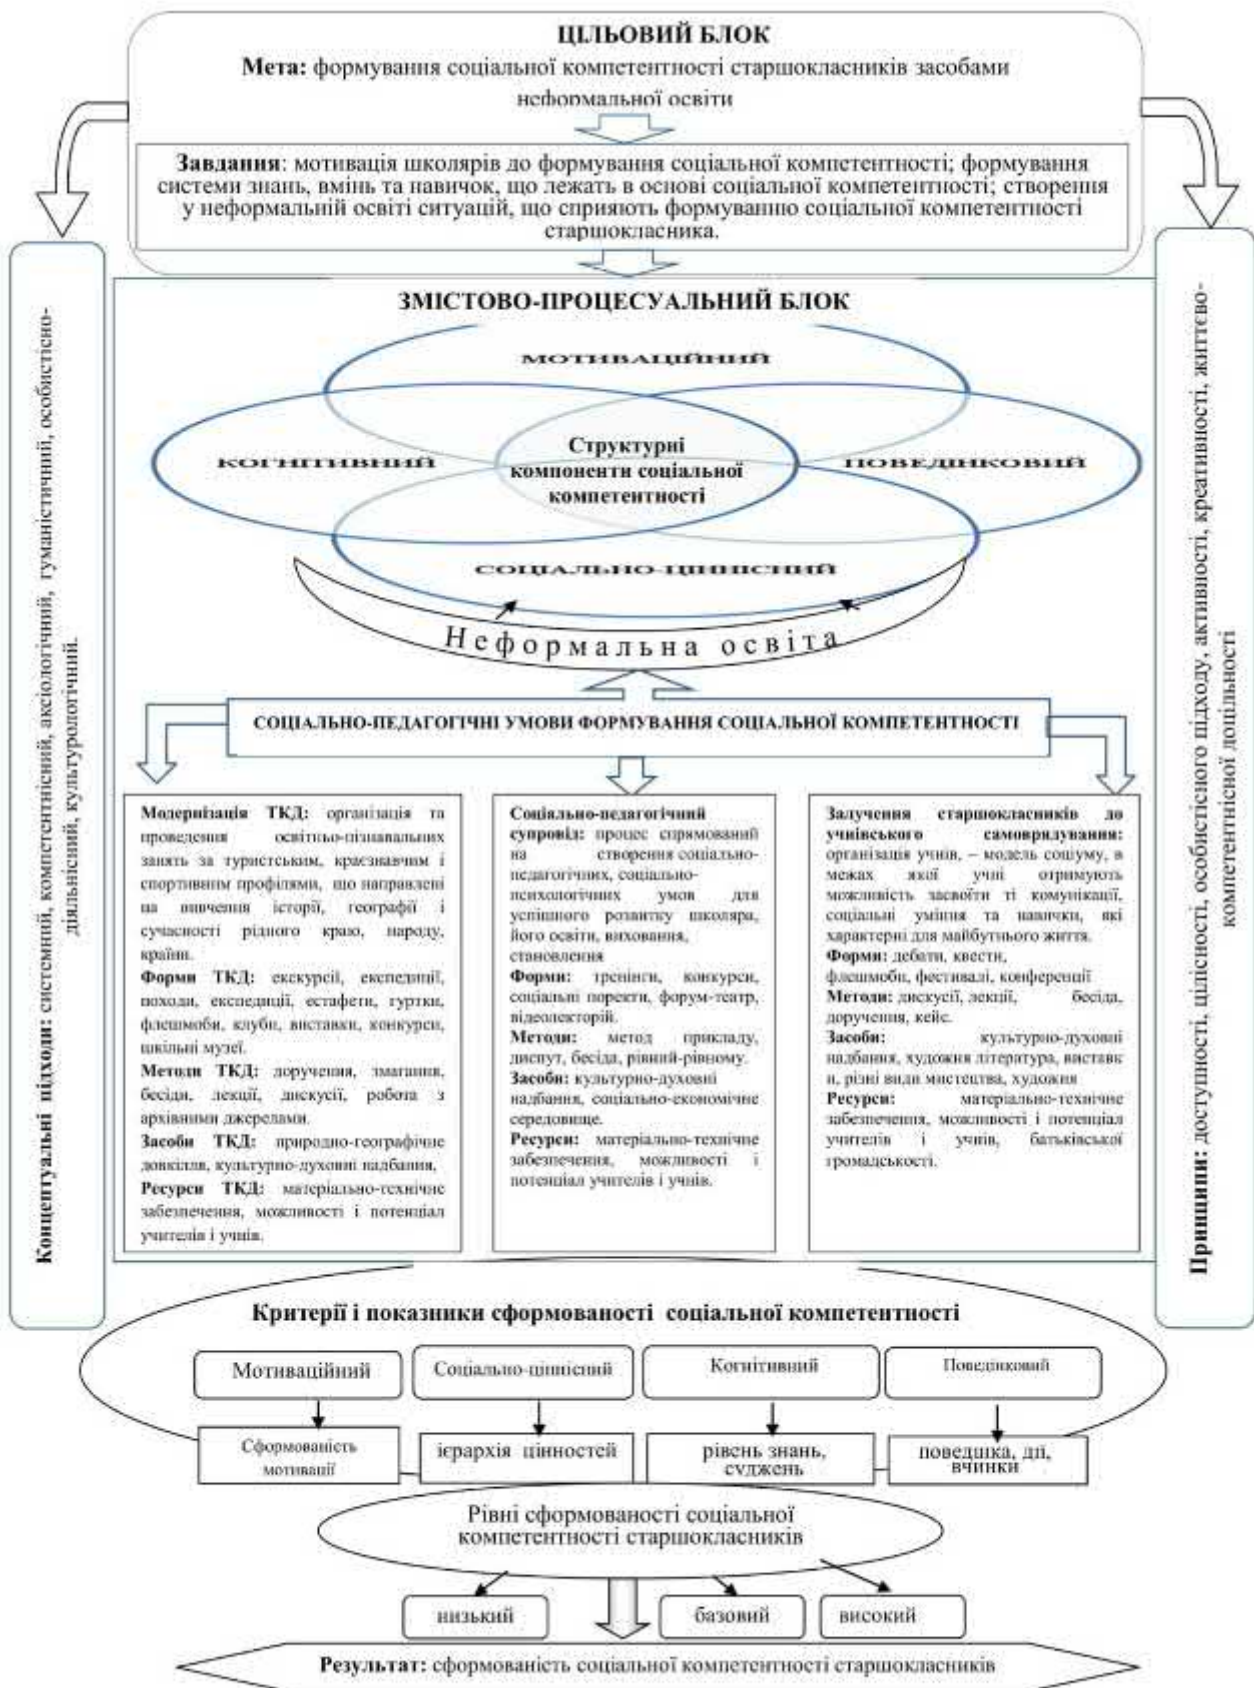 ЦІЛЬОВИЙ БЛОК
Мета: формування соціальної компетентності старшокласників засобами
неформальної освіти
Завдання: мотивація школярів до формування соціальної компетентності; формування
системи знань, вмінь та навичок, що лежать в основі соціальної компетентності; створення
у неформальній освіті ситуацій, що сприяють формуванню соціальної компетентності
старшокласника.
Концептуальні підходи: системний, компетентнісний, аксіологічний, гуманістичний, особистісно-
діяльнісний, культурологічний.
ЗМІСТОВО-ПРОЦЕСУАЛЬНИЙ БЛОК
МОТИВАЦІЙНИЙ
КОГНІТИВНИЙ
Структурні
компоненти соціальної
компетентності
ПОВЕДІНКОВИЙ
СОЦІАЛЬНО-ЦІННІСНИЙ
Неформальна освіта
СОЦІАЛЬНО-ПЕДАГОГІЧНІ УМОВИ ФОРМУВАННЯ СОЦІАЛЬНОЇ КОМПЕТЕНТНОСТІ
Модернізація ТКД: організація та
проведення освітньо-пізнавальних
занять за туристським, краєзнавчим і
спортивним профілями, що направлені
на вивчення історії, географії і
сучасності рідного краю, народу,
країни.
Форми ТКД: екскурсії, експедиції,
походи, експедиції, естафети, гуртки,
флешмоби, клуби, виставки, конкурси,
шкільні музеї.
Методи ТКД: доручення, змагання,
бесіди, лекції, дискусії, робота з
архівними джерелами.
Засоби ТКД: природно-географічне
довкілля, культурно-духовні надбання,
Ресурси ТКД: матеріально-технічне
забезпечення, можливості і потенціал
учителів і учнів.
Соціально-педагогічний
супровід: процес спрямований
на створення соціально-
педагогічних, соціально-
психологічних умов для
успішного розвитку школяра,
його освіти, виховання,
становлення
Форми: тренінги, конкурси,
соціальні поректи, форум-театр,
відеолекторій.
Методи: метод прикладу,
диспут, бесіда, рівний-рівному.
Засоби: культурно-духовні
надбання, соціально-економічне
середовище.
Ресурси: матеріально-технічне
забезпечення, можливості і
потенціал учителів і учнів.
Залучення старшокласників до
учнівського самоврядування:
організація учнів, – модель соціуму, в
межах якої учні отримують
можливість засвоїти ті комунікації,
соціальні уміння та навички, які
характерні для майбутнього життя.
Форми: дебати, квести,
флешмоби, фестивалі, конференції
Методи: дискусії, лекції, бесіда,
доручення, кейс.
Засоби: культурно-духовні
надбання, художня література, виставк
и, різні види мистецтва, художня
Ресурси: матеріально-технічне
забезпечення, можливості і потенціал
учителів і учнів, батьківської
громадськості.
Принципи: доступності, цілісності, особистісного підходу, активності, креативності, життєво-
компетентнісної доцільності
Критерії і показники сформованості соціальної компетентності
Мотиваційний
Соціально-ціннісний
Когнітивний
Поведінковий
Сформованість
мотивації
ієрархія цінностей
рівень знань,
суджень
поведінка, дії,
вчинки
Рівні сформованості соціальної
компетентності старшокласників
низький
базовий
високий
Результат: сформованість соціальної компетентності старшокласників